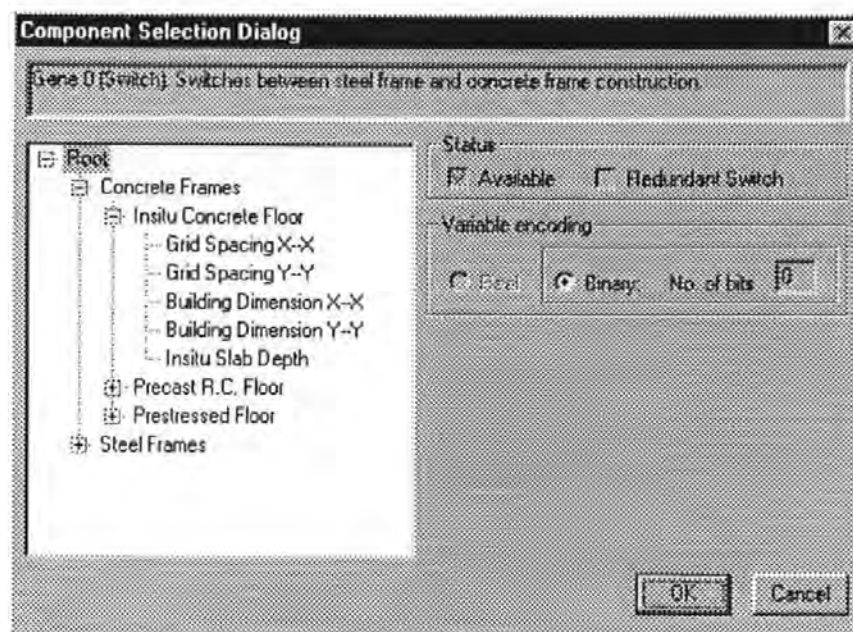 Component Selection Dialog
Gene 0 (Switch). Switches between steel frame and concrete frame construction.
Root
Concrete Frames
Insitu Concrete Floor
Grid Spacing X--X
Grid Spacing Y--Y
Building Dimension X--X
Building Dimension Y--Y
Insitu Slab Depth
Precast R.C. Floor
Prestressed Floor
Steel Frames
Status
Available
Redundant Switch
Variable encoding
Real
Binary:
No. of bits
0
OK
Cancel